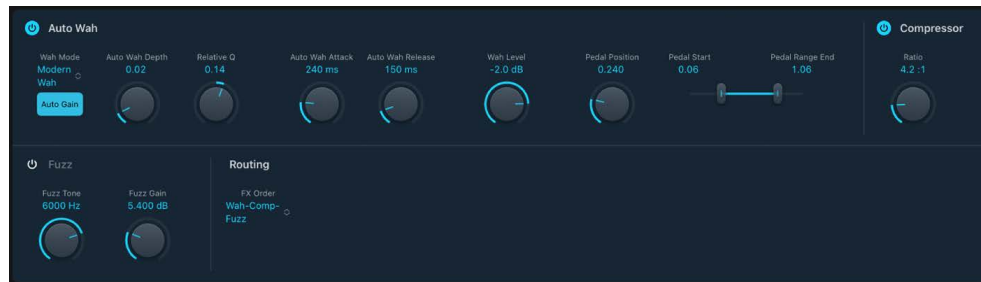 Auto Wah
Compressor
Wah Mode
Modern
Wah
Auto Gain
Auto Wah Depth
0.02
Relative Q
0.14
Auto Wah Attack
240 ms
Auto Wah Release
150 ms
Wah Level
-2.0 dB
Pedal Position
0.240
Pedal Start
0.06
Pedal Range End
1.06
Ratio
4.2 :1
Fuzz
Routing
Fuzz Tone
6000 Hz
Fuzz Gain
5.400 dB
FX Order
Wah-Comp-
Fuzz